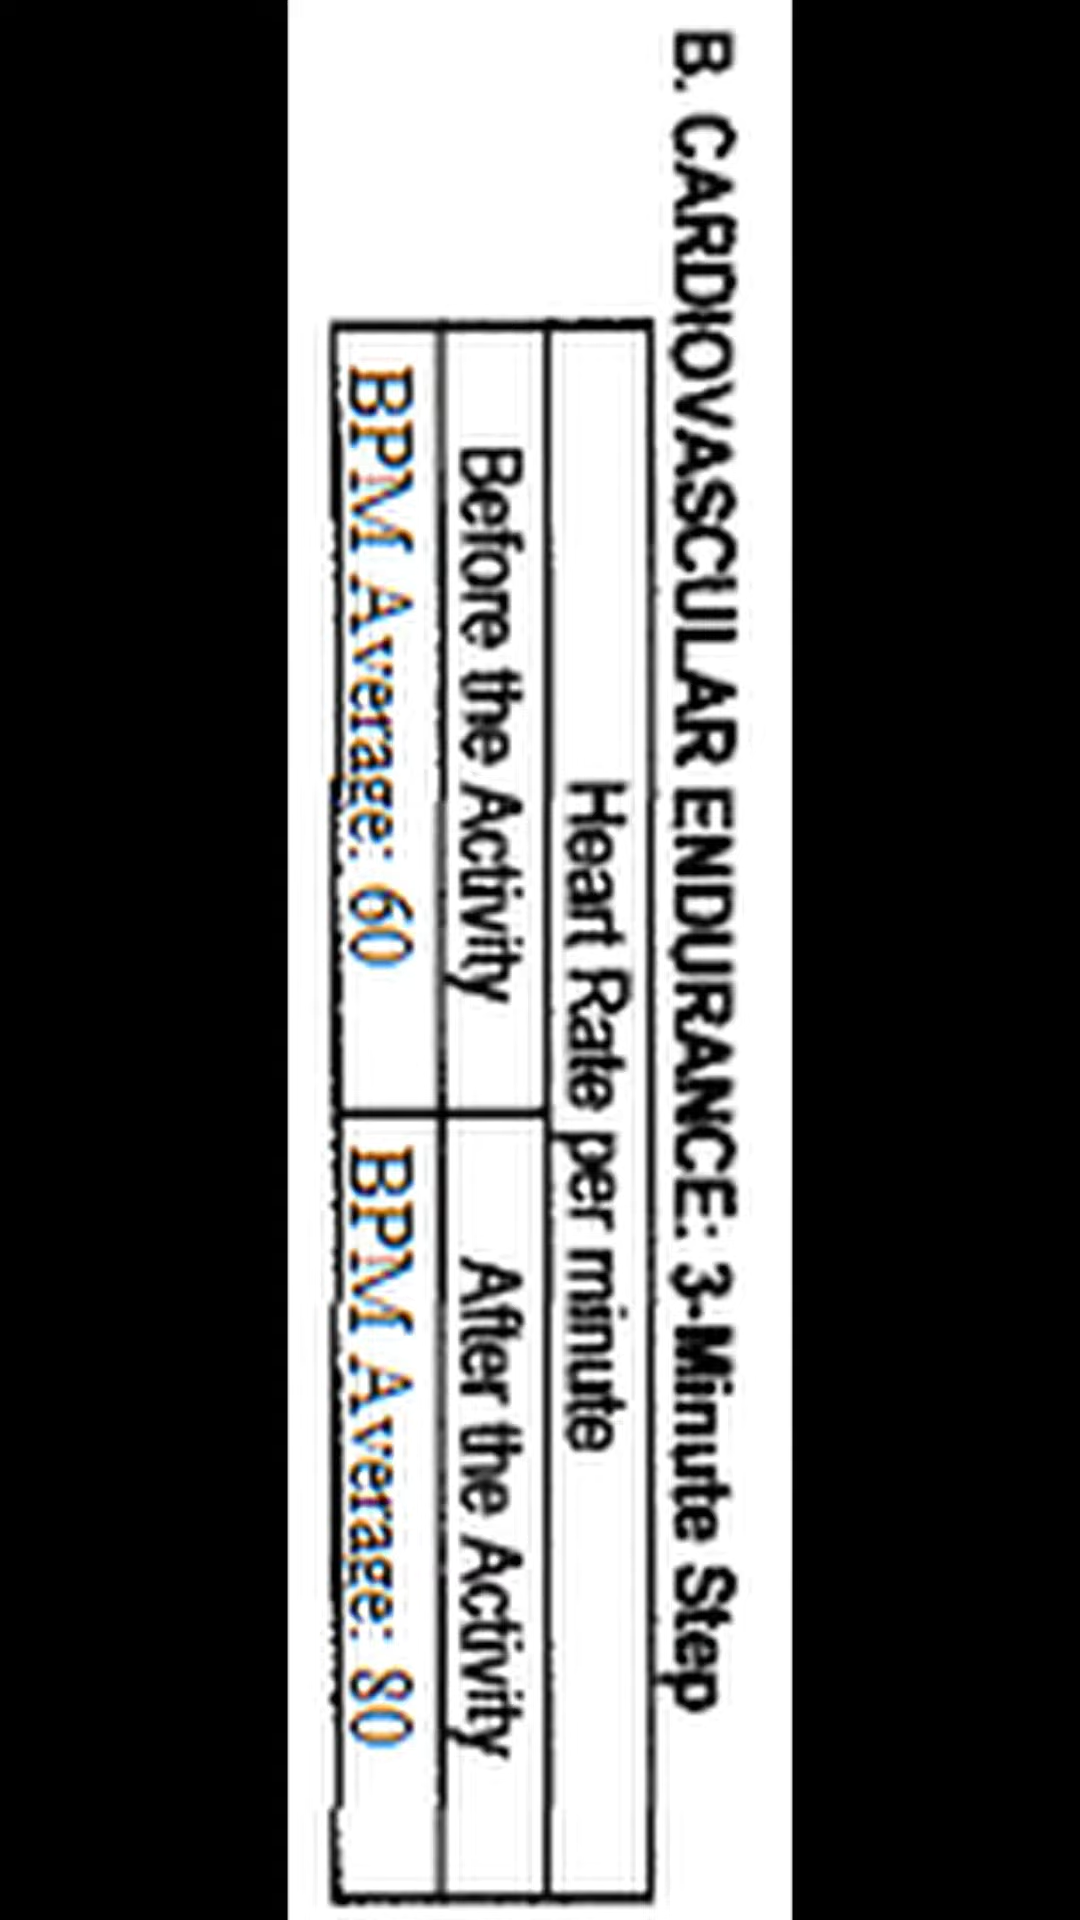 B. CARDIOVASCULAR ENDURANCE: 3-Minute Step
Heart Rate per minute
Before the Activity
After the Activity
BPM Average: 60
BPM Average: 80